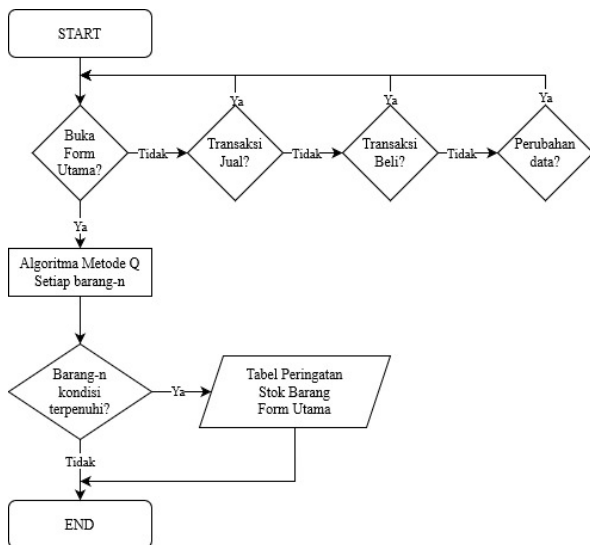 START
Ya
Ya
Ya
Buka
Form
Utama?
Tidak
Transaksi
Jual?
Tidak
Transaksi
Beli?
Tidak
Perubahan
data?
Ya
Algoritma Metode Q
Setiap barang-n
Barang-n
kondisi
terpenuhi?
Ya
Tabel Peringatan
Stok Barang
Form Utama
Tidak
END